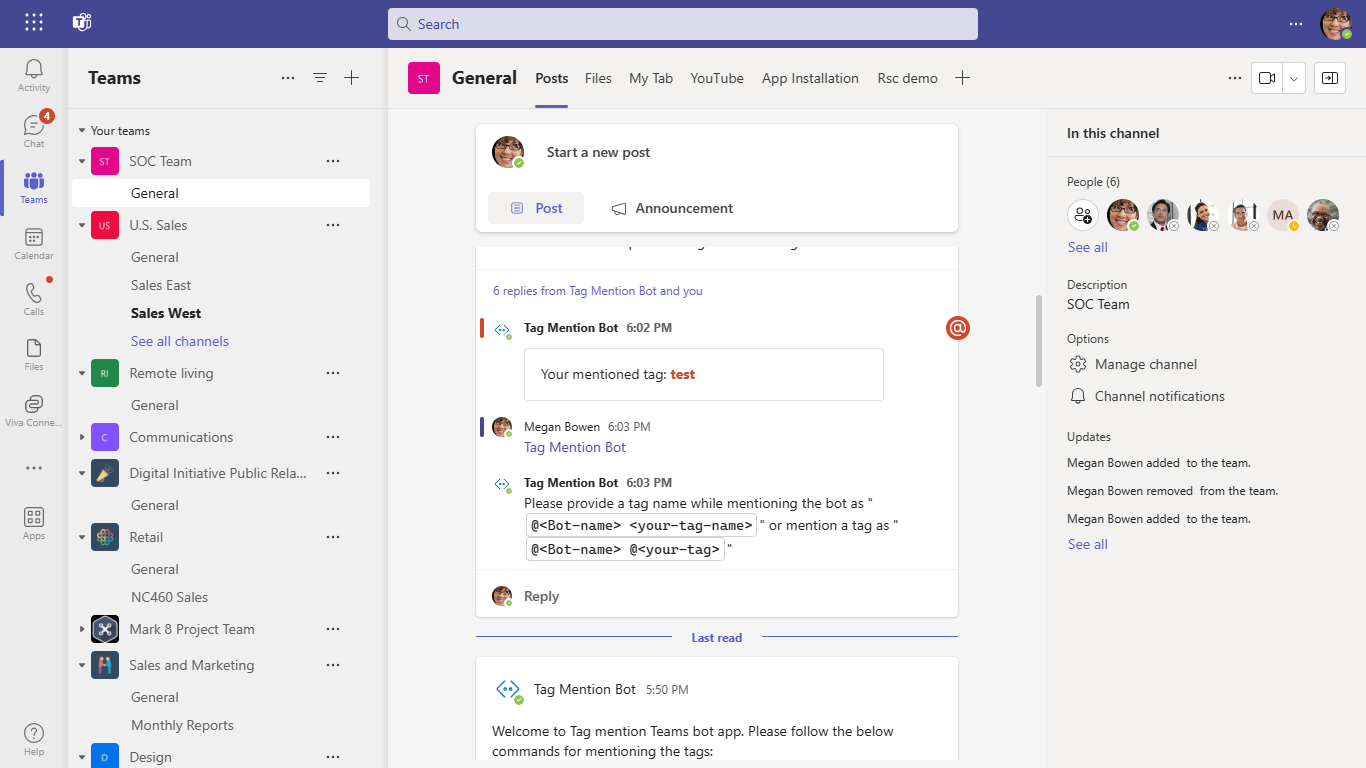 Search
Activity
Chat
4
Teams
Calendar
Calls
Files
Viva Conne...
Apps
Help
Teams
Your teams
ST SOC Team
General
US U.S. Sales
General
Sales East
Sales West
See all channels
RI Remote living
General
C Communications
Digital Initiative Public Rela...
General
Retail
General
NC460 Sales
Mark 8 Project Team
Sales and Marketing
General
Monthly Reports
D Design
ST General Posts Files My Tab YouTube App Installation Rsc demo
Start a new post
Post Announcement
6 replies from Tag Mention Bot and you
Tag Mention Bot 6:02 PM @
Your mentioned tag: test
Megan Bowen 6:03 PM
Tag Mention Bot
Tag Mention Bot 6:03 PM
Please provide a tag name while mentioning the bot as "
@<Bot-name> <your-tag-name> " or mention a tag as "
@<Bot-name> @<your-tag> "
Reply
Last read
Tag Mention Bot 5:50 PM
Welcome to Tag mention Teams bot app. Please follow the below
commands for mentioning the tags:
In this channel
People (6)
MA
See all
Description
SOC Team
Options
Manage channel
Channel notifications
Updates
Megan Bowen added to the team.
Megan Bowen removed from the team.
Megan Bowen added to the team.
See all